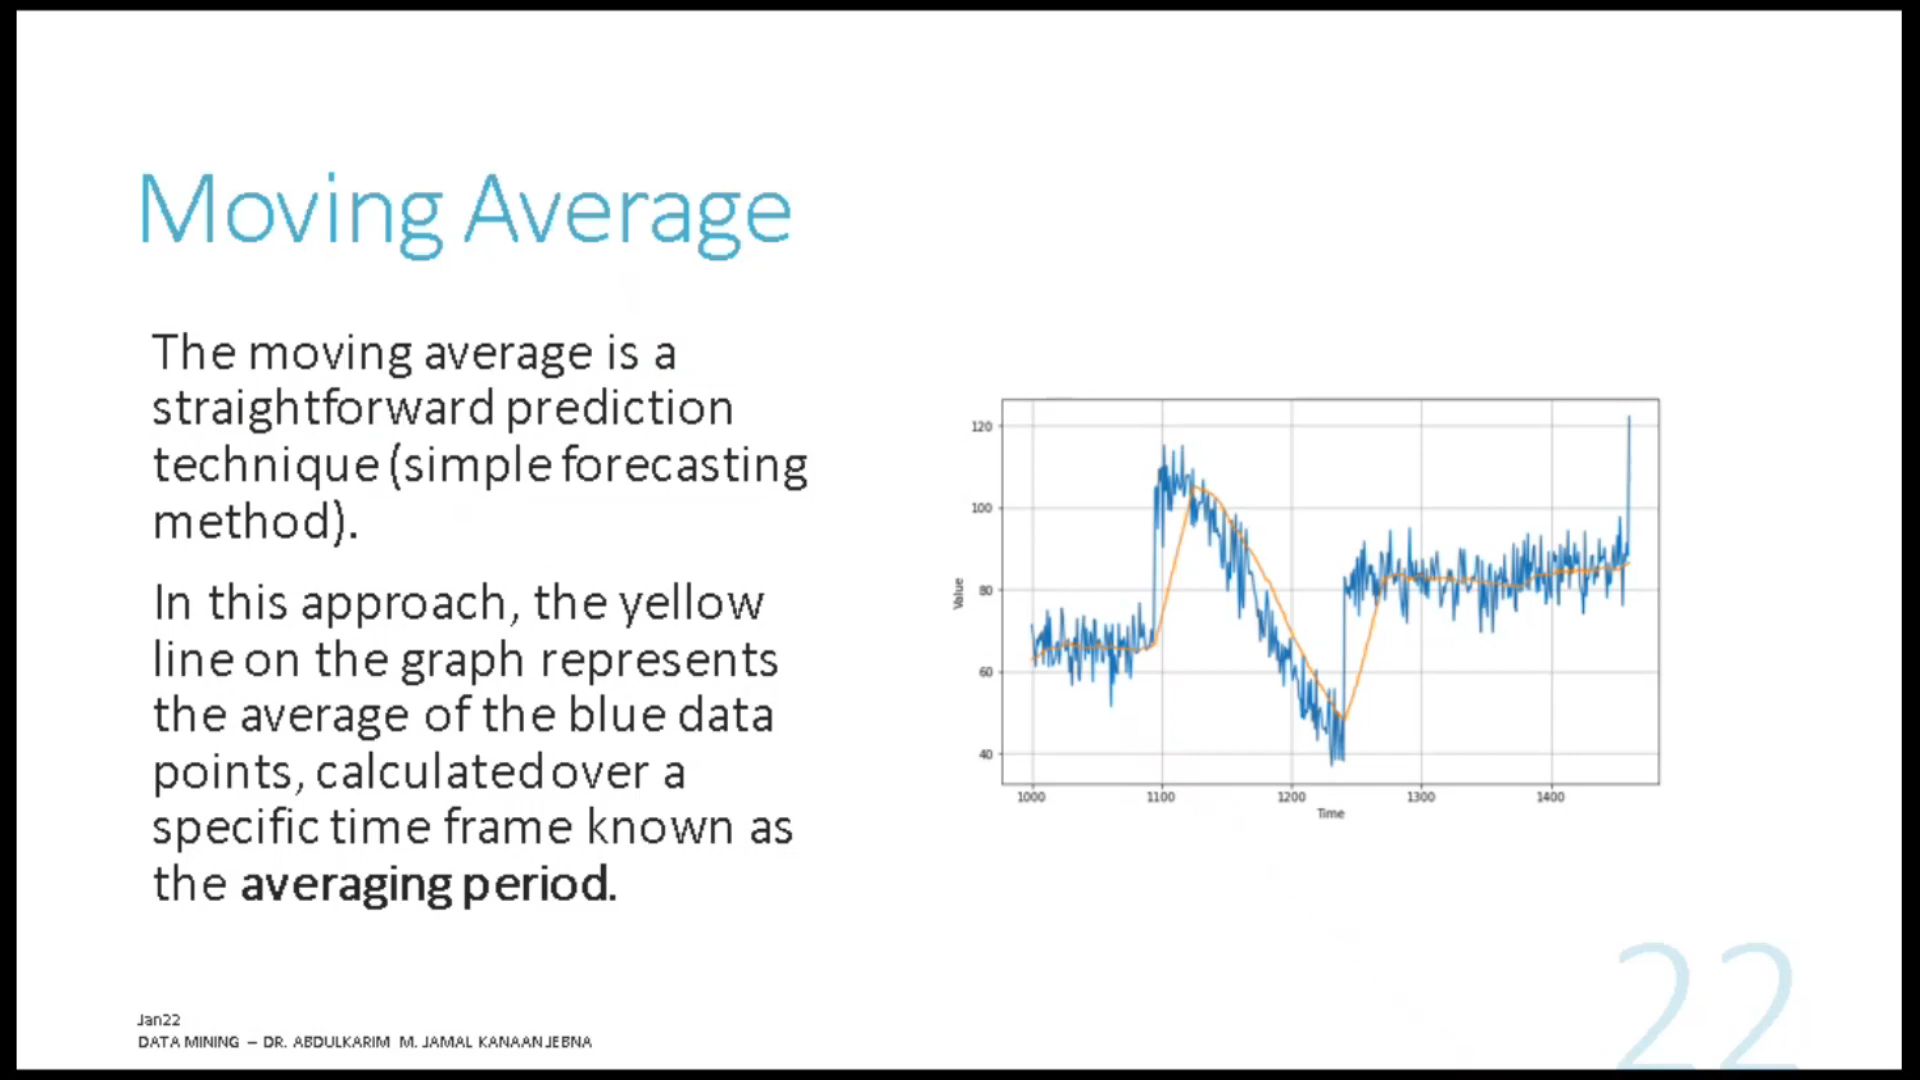 Moving Average
The moving average is a
straightforward prediction
technique (simple forecasting
method).
In this approach, the yellow
line on the graph represents
the average of the blue data
points, calculated over a
specific time frame known as
the averaging period.
120
100
80
60
40
Value
1000 1100 1200 1300 1400
Time
Jan22
DATA MINING – DR. ABDULKARIM M. JAMAL KANAAN JEBNA
22